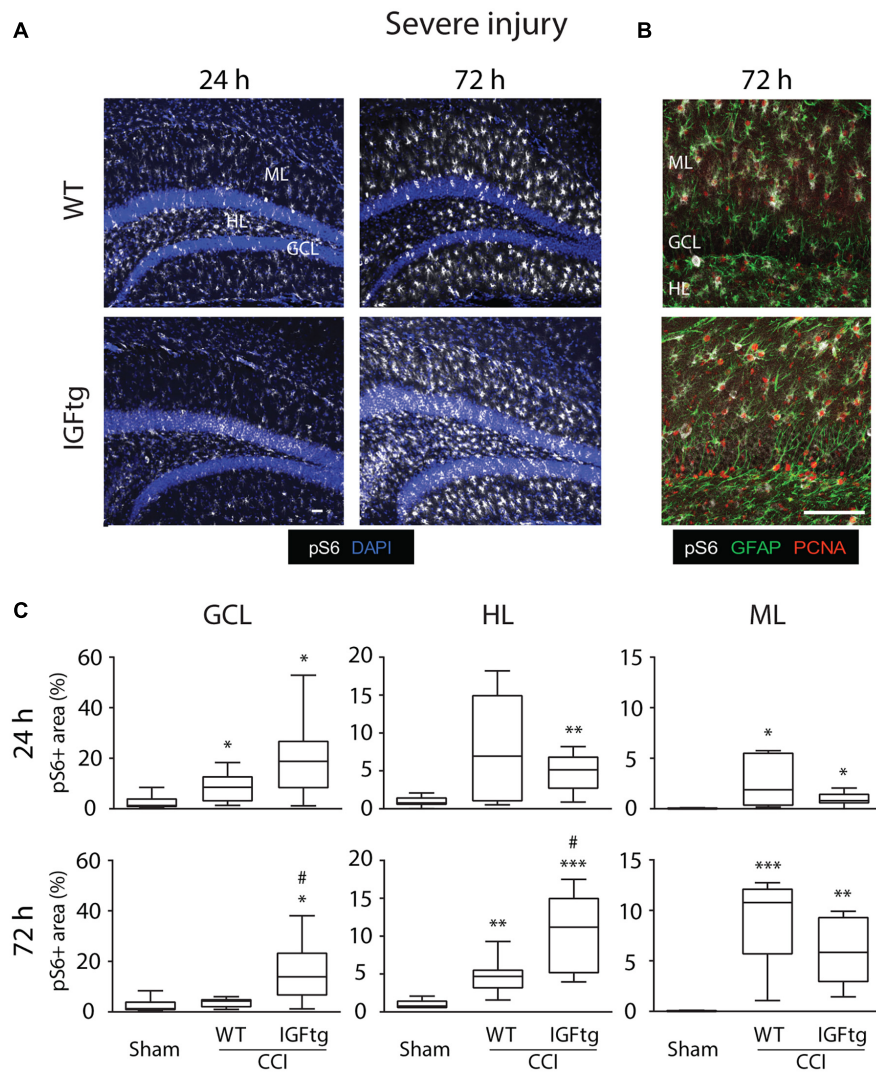 A
Severe injury
B
24 h
72 h
72 h
WT
ML
HL
GCL
ML
GCL
HL
IGFtg
pS6 DAPI
pS6 GFAP PCNA
C
GCL
HL
ML
24 h
pS6+ area (%)
60
40
20
0
*
*
20
15
10
5
0
**
15
10
5
0
*
*
72 h
pS6+ area (%)
60
40
20
0
#
*
20
15
10
5
0
**
#
***
15
10
5
0
***
**
Sham
WT
IGFtg
CCI
Sham
WT
IGFtg
CCI
Sham
WT
IGFtg
CCI